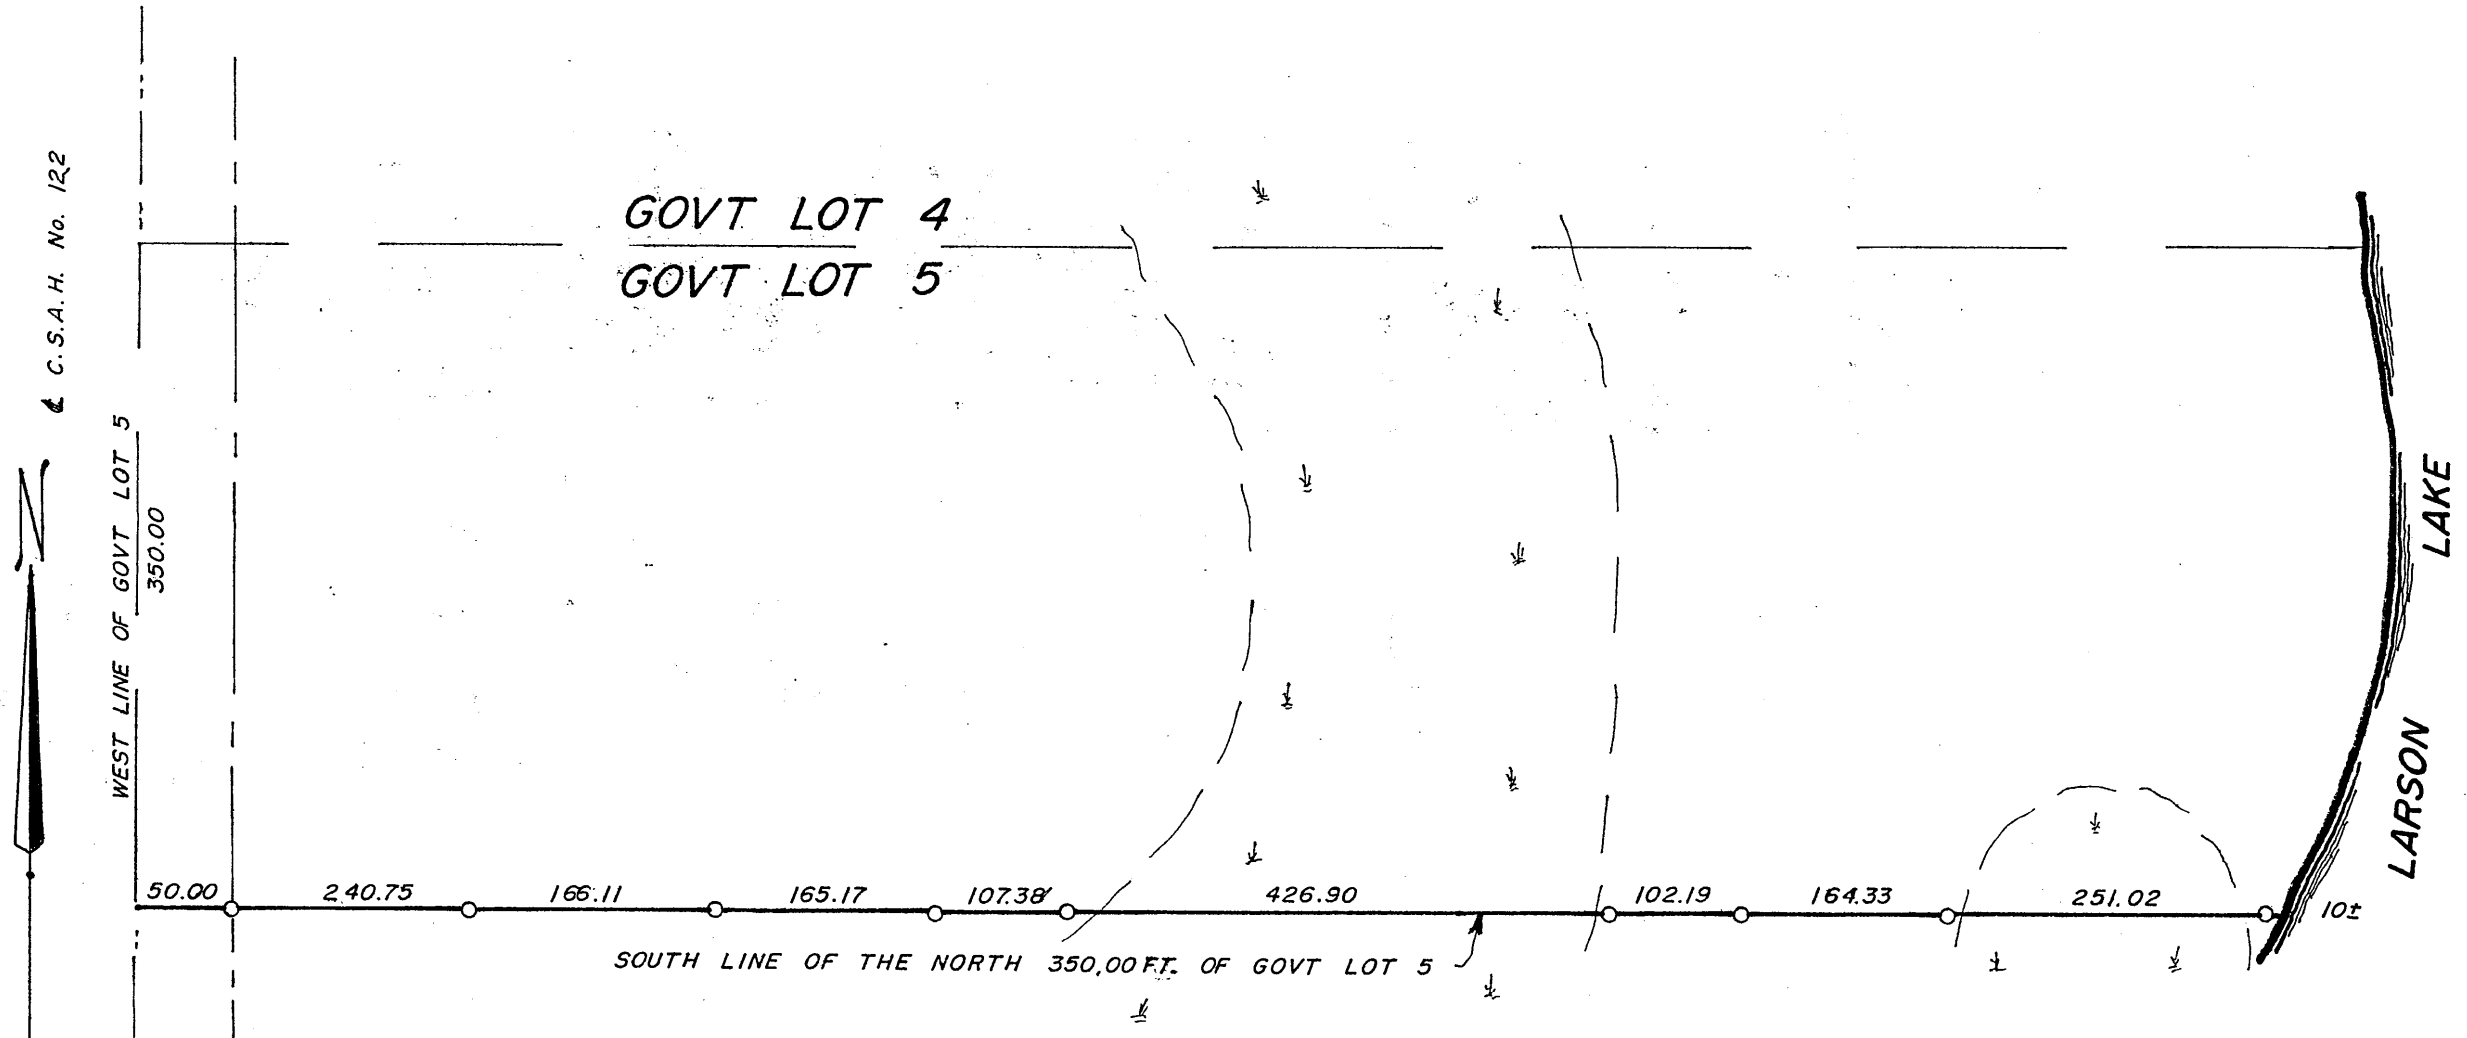 ℄ C.S.A.H. No. 122
N
WEST LINE OF GOVT LOT 5
350.00
GOVT LOT 4
GOVT LOT 5
LARSON LAKE
50.00 240.75 166.11 165.17 107.38 426.90 102.19 164.33 251.02 10±
SOUTH LINE OF THE NORTH 350.00 FT. OF GOVT LOT 5